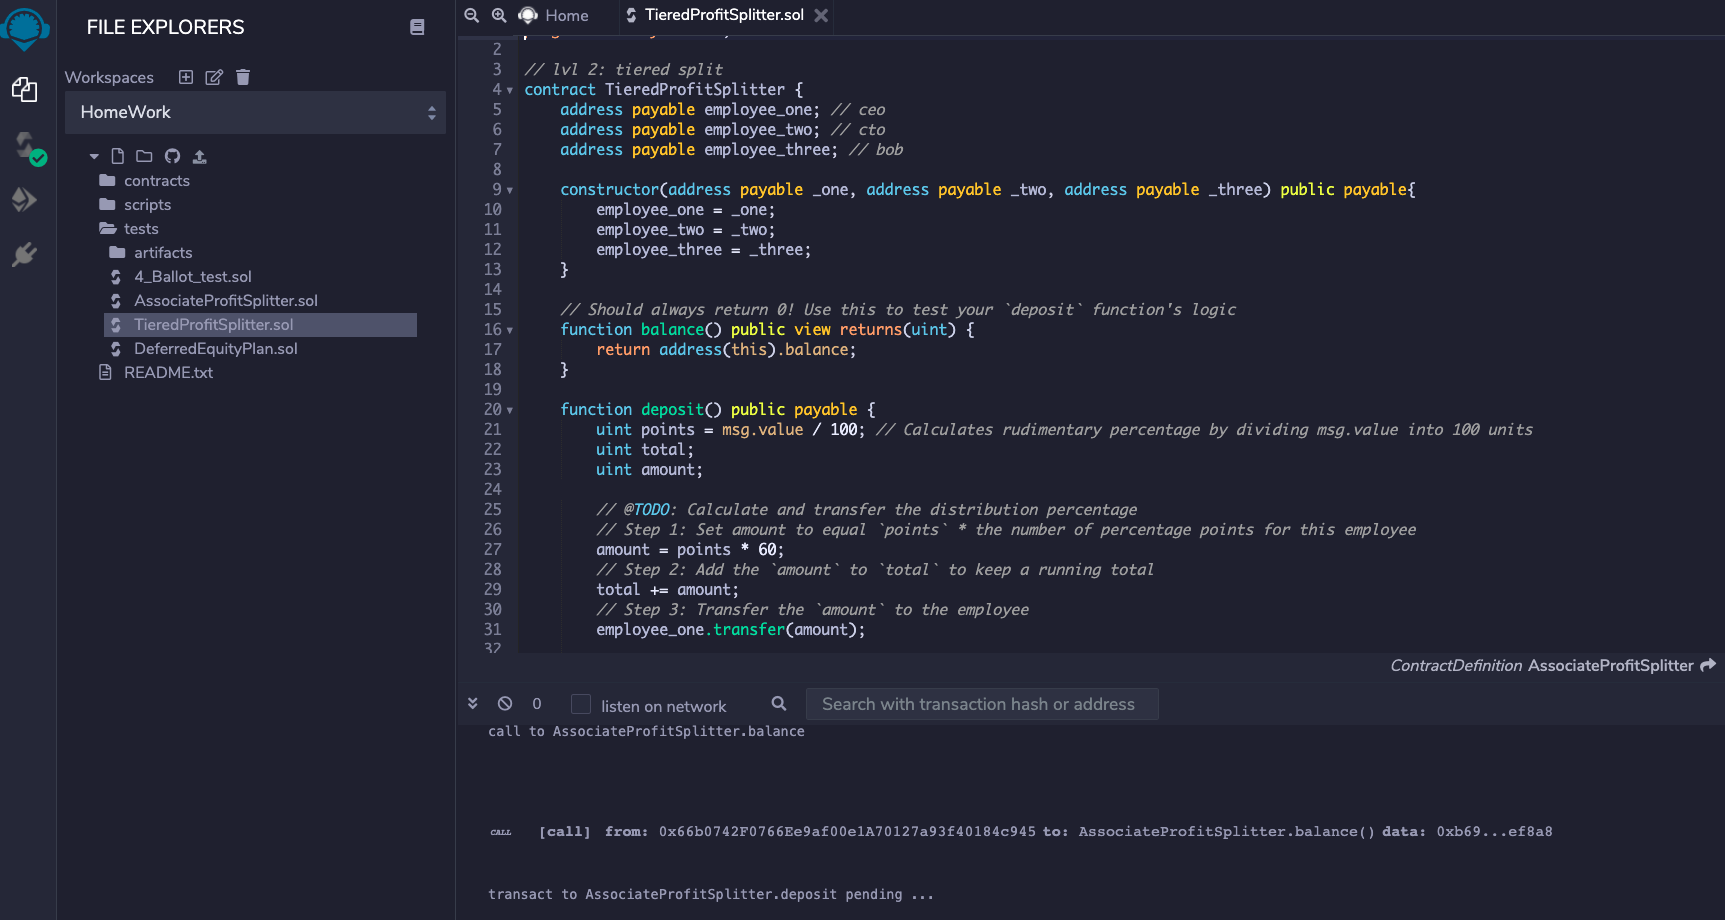 FILE EXPLORERS
Workspaces
HomeWork
contracts
scripts
tests
artifacts
4_Ballot_test.sol
AssociateProfitSplitter.sol
TieredProfitSplitter.sol
DeferredEquityPlan.sol
README.txt
Home
TieredProfitSplitter.sol
2
3 // lvl 2: tiered split
4 contract TieredProfitSplitter {
5 address payable employee_one; // ceo
6 address payable employee_two; // cto
7 address payable employee_three; // bob
8
9 constructor(address payable _one, address payable _two, address payable _three) public payable{
10 employee_one = _one;
11 employee_two = _two;
12 employee_three = _three;
13 }
14
15 // Should always return 0! Use this to test your `deposit` function's logic
16 function balance() public view returns(uint) {
17 return address(this).balance;
18 }
19
20 function deposit() public payable {
21 uint points = msg.value / 100; // Calculates rudimentary percentage by dividing msg.value into 100 units
22 uint total;
23 uint amount;
24
25 // @TODO: Calculate and transfer the distribution percentage
26 // Step 1: Set amount to equal `points` * the number of percentage points for this employee
27 amount = points * 60;
28 // Step 2: Add the `amount` to `total` to keep a running total
29 total += amount;
30 // Step 3: Transfer the `amount` to the employee
31 employee_one.transfer(amount);
32
ContractDefinition AssociateProfitSplitter
0 listen on network Search with transaction hash or address
call to AssociateProfitSplitter.balance
CALL [call] from: 0x66b0742F0766Ee9af00e1A70127a93f40184c945 to: AssociateProfitSplitter.balance() data: 0xb69...ef8a8
transact to AssociateProfitSplitter.deposit pending ...